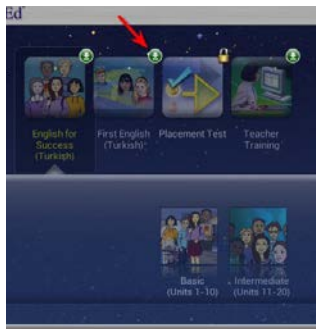 Ed
English for
Success
(Turkish)
First English
(Turkish)
Placement Test
Teacher
Training
Basic
(Units 1-10)
Intermediate
(Units 11-20)